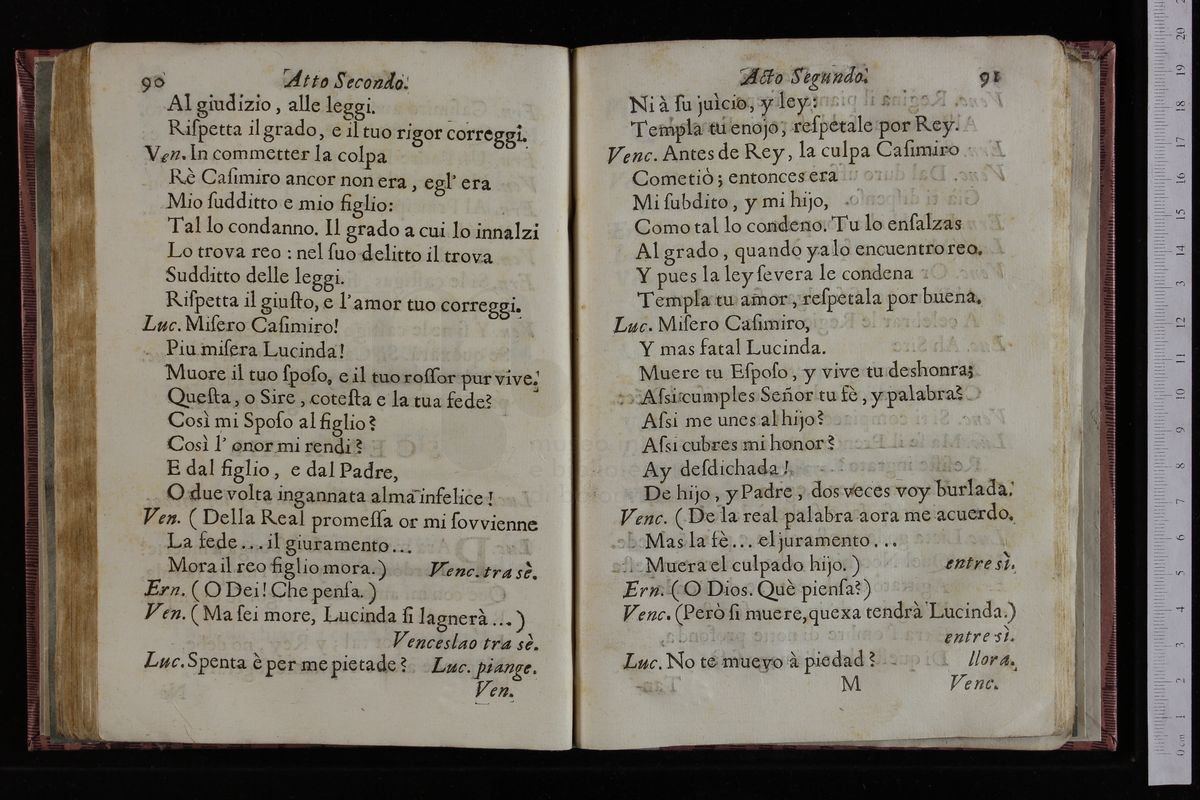 90 Atto Secondo.
Al giudizio, alle leggi.
Riſpetta il grado, e il tuo rigor correggi.
Ven. In commetter la colpa
Rè Caſimiro ancor non era, egl' era
Mio ſudditto e mio figlio:
Tal lo condanno. Il grado a cui lo innalzi
Lo trova reo: nel ſuo delitto il trova
Sudditto delle leggi.
Riſpetta il giuſto, e l'amor tuo correggi.
Luc. Miſero Caſimiro!
Piu miſera Lucinda!
Muore il tuo ſpoſo, e il tuo roſſor pur vive.
Queſta, o Sire, coteſta e la tua fede?
Così mi Spoſo al figlio?
Così l' onor mi rendi?
E dal figlio, e dal Padre,
O due volta ingannata alma infelice!
Ven. (Della Real promeſſa or mi ſovvienne
La fede... il giuramento...
Mora il reo figlio mora.) Venc. tra sè.
Ern. (O Dei! Che penſa.)
Ven. (Ma ſei more, Lucinda ſi lagnerà...)
Venceslao tra sè.
Luc. Spenta è per me pietade? Luc. piange.
Ven.
Acto Segundo. 91
Ni à ſu juìcio, y ley:
Templa tu enojo, reſpetale por Rey.
Venc. Antes de Rey, la culpa Caſimiro
Cometiò; entonces era
Mi ſubdito, y mi hijo,
Como tal lo condeno. Tu lo enſalzas
Al grado, quando ya lo encuentro reo.
Y pues la ley ſevera le condena
Templa tu amor, reſpetala por buena.
Luc. Miſero Caſimiro,
Y mas fatal Lucinda.
Muere tu Eſpoſo, y vive tu deshonra;
Aſsi cumples Señor tu fè, y palabra?
Aſsi me unes al hijo?
Aſsi cubres mi honor?
Ay deſdichada!
De hijo, y Padre, dos veces voy burlada.
Venc. (De la real palabra aora me acuerdo.
Mas la fè... el juramento...
Muera el culpado hijo.) entre sì.
Ern. (O Dios. Què pienſa?)
Venc. (Però ſi muere, quexa tendrà Lucinda.)
entre sì.
Luc. No te muevo à piedad? llora.
M Venc.